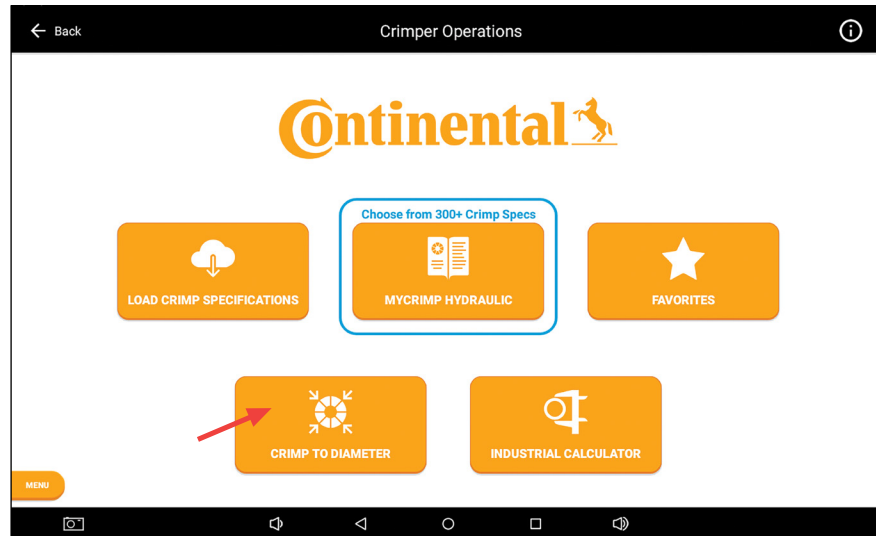 Back
Crimper Operations
Continental
Choose from 300+ Crimp Specs
LOAD CRIMP SPECIFICATIONS
MYCRIMP HYDRAULIC
FAVORITES
CRIMP TO DIAMETER
INDUSTRIAL CALCULATOR
MENU